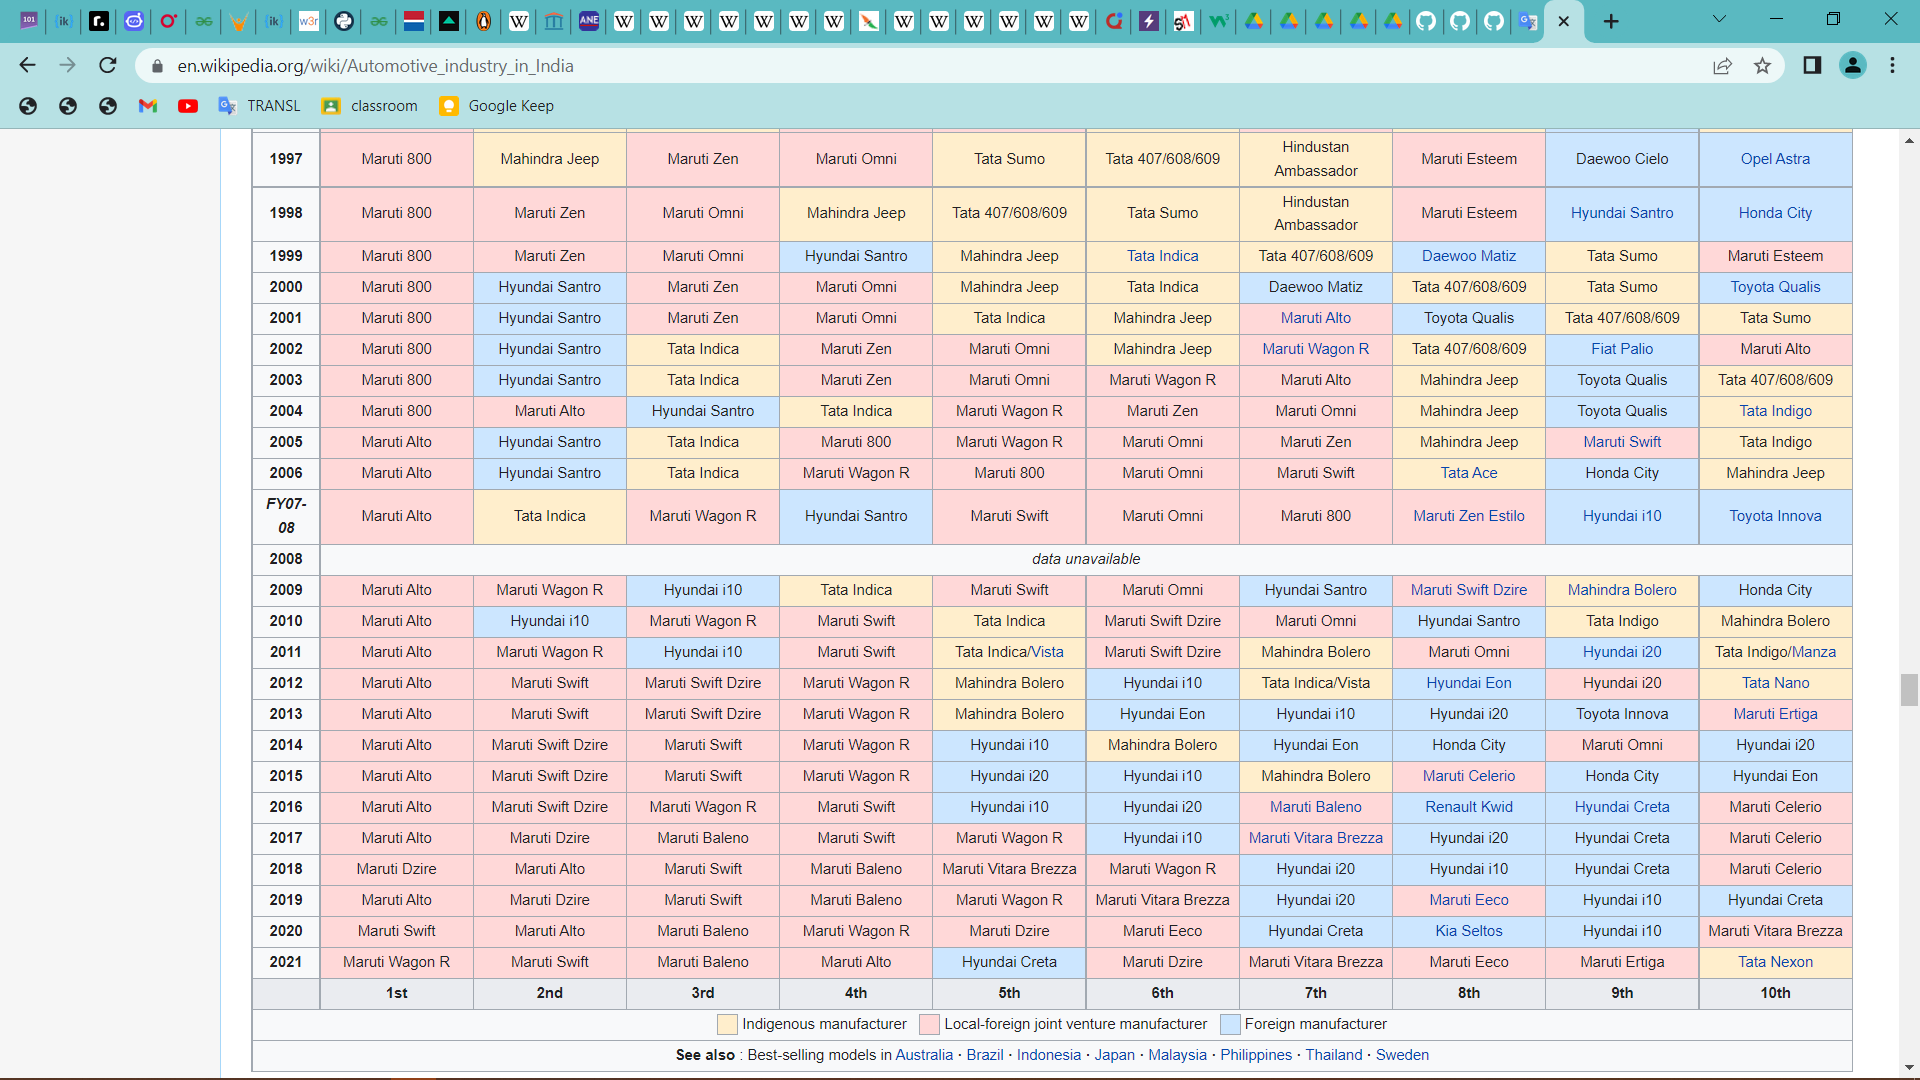 101 ik r. ik w3r ANE W W W W W W W W W W W W W W W
en.wikipedia.org/wiki/Automotive_industry_in_India
TRANSL classroom Google Keep
1997 Maruti 800 Mahindra Jeep Maruti Zen Maruti Omni Tata Sumo Tata 407/608/609 Hindustan Ambassador Maruti Esteem Daewoo Cielo Opel Astra
1998 Maruti 800 Maruti Zen Maruti Omni Mahindra Jeep Tata 407/608/609 Tata Sumo Hindustan Ambassador Maruti Esteem Hyundai Santro Honda City
1999 Maruti 800 Maruti Zen Maruti Omni Hyundai Santro Mahindra Jeep Tata Indica Tata 407/608/609 Daewoo Matiz Tata Sumo Maruti Esteem
2000 Maruti 800 Hyundai Santro Maruti Zen Maruti Omni Mahindra Jeep Tata Indica Daewoo Matiz Tata 407/608/609 Tata Sumo Toyota Qualis
2001 Maruti 800 Hyundai Santro Maruti Zen Maruti Omni Tata Indica Mahindra Jeep Maruti Alto Toyota Qualis Tata 407/608/609 Tata Sumo
2002 Maruti 800 Hyundai Santro Tata Indica Maruti Zen Maruti Omni Mahindra Jeep Maruti Wagon R Tata 407/608/609 Fiat Palio Maruti Alto
2003 Maruti 800 Hyundai Santro Tata Indica Maruti Zen Maruti Omni Maruti Wagon R Maruti Alto Mahindra Jeep Toyota Qualis Tata 407/608/609
2004 Maruti 800 Maruti Alto Hyundai Santro Tata Indica Maruti Wagon R Maruti Zen Maruti Omni Mahindra Jeep Toyota Qualis Tata Indigo
2005 Maruti Alto Hyundai Santro Tata Indica Maruti 800 Maruti Wagon R Maruti Omni Maruti Zen Mahindra Jeep Maruti Swift Tata Indigo
2006 Maruti Alto Hyundai Santro Tata Indica Maruti Wagon R Maruti 800 Maruti Omni Maruti Swift Tata Ace Honda City Mahindra Jeep
FY07-08 Maruti Alto Tata Indica Maruti Wagon R Hyundai Santro Maruti Swift Maruti Omni Maruti 800 Maruti Zen Estilo Hyundai i10 Toyota Innova
2008 data unavailable
2009 Maruti Alto Maruti Wagon R Hyundai i10 Tata Indica Maruti Swift Maruti Omni Hyundai Santro Maruti Swift Dzire Mahindra Bolero Honda City
2010 Maruti Alto Hyundai i10 Maruti Wagon R Maruti Swift Tata Indica Maruti Swift Dzire Maruti Omni Hyundai Santro Tata Indigo Mahindra Bolero
2011 Maruti Alto Maruti Wagon R Hyundai i10 Maruti Swift Tata Indica/Vista Maruti Swift Dzire Mahindra Bolero Maruti Omni Hyundai i20 Tata Indigo/Manza
2012 Maruti Alto Maruti Swift Maruti Swift Dzire Maruti Wagon R Mahindra Bolero Hyundai i10 Tata Indica/Vista Hyundai Eon Hyundai i20 Tata Nano
2013 Maruti Alto Maruti Swift Maruti Swift Dzire Maruti Wagon R Mahindra Bolero Hyundai Eon Hyundai i10 Hyundai i20 Toyota Innova Maruti Ertiga
2014 Maruti Alto Maruti Swift Dzire Maruti Swift Maruti Wagon R Hyundai i10 Mahindra Bolero Hyundai Eon Honda City Maruti Omni Hyundai i20
2015 Maruti Alto Maruti Swift Dzire Maruti Swift Maruti Wagon R Hyundai i20 Hyundai i10 Mahindra Bolero Maruti Celerio Honda City Hyundai Eon
2016 Maruti Alto Maruti Swift Dzire Maruti Wagon R Maruti Swift Hyundai i10 Hyundai i20 Maruti Baleno Renault Kwid Hyundai Creta Maruti Celerio
2017 Maruti Alto Maruti Dzire Maruti Baleno Maruti Swift Maruti Wagon R Hyundai i10 Maruti Vitara Brezza Hyundai i20 Hyundai Creta Maruti Celerio
2018 Maruti Dzire Maruti Alto Maruti Swift Maruti Baleno Maruti Vitara Brezza Maruti Wagon R Hyundai i20 Hyundai i10 Hyundai Creta Maruti Celerio
2019 Maruti Alto Maruti Dzire Maruti Swift Maruti Baleno Maruti Wagon R Maruti Vitara Brezza Hyundai i20 Maruti Eeco Hyundai i10 Hyundai Creta
2020 Maruti Swift Maruti Alto Maruti Baleno Maruti Wagon R Maruti Dzire Maruti Eeco Hyundai Creta Kia Seltos Hyundai i10 Maruti Vitara Brezza
2021 Maruti Wagon R Maruti Swift Maruti Baleno Maruti Alto Hyundai Creta Maruti Dzire Maruti Vitara Brezza Maruti Eeco Maruti Ertiga Tata Nexon
1st 2nd 3rd 4th 5th 6th 7th 8th 9th 10th
Indigenous manufacturer Local-foreign joint venture manufacturer Foreign manufacturer
See also : Best-selling models in Australia · Brazil · Indonesia · Japan · Malaysia · Philippines · Thailand · Sweden